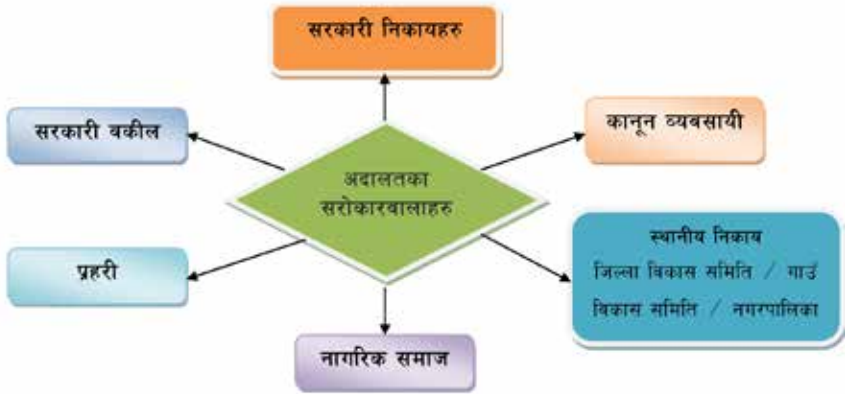 सरकारी निकायहरु
सरकारी वकील
कानून व्यवसायी
अदालतका
सरोकारवालाहरु
स्थानीय निकाय
जिल्ला विकास समिति / गाउँ
विकास समिति / नगरपालिका
प्रहरी
नागरिक समाज